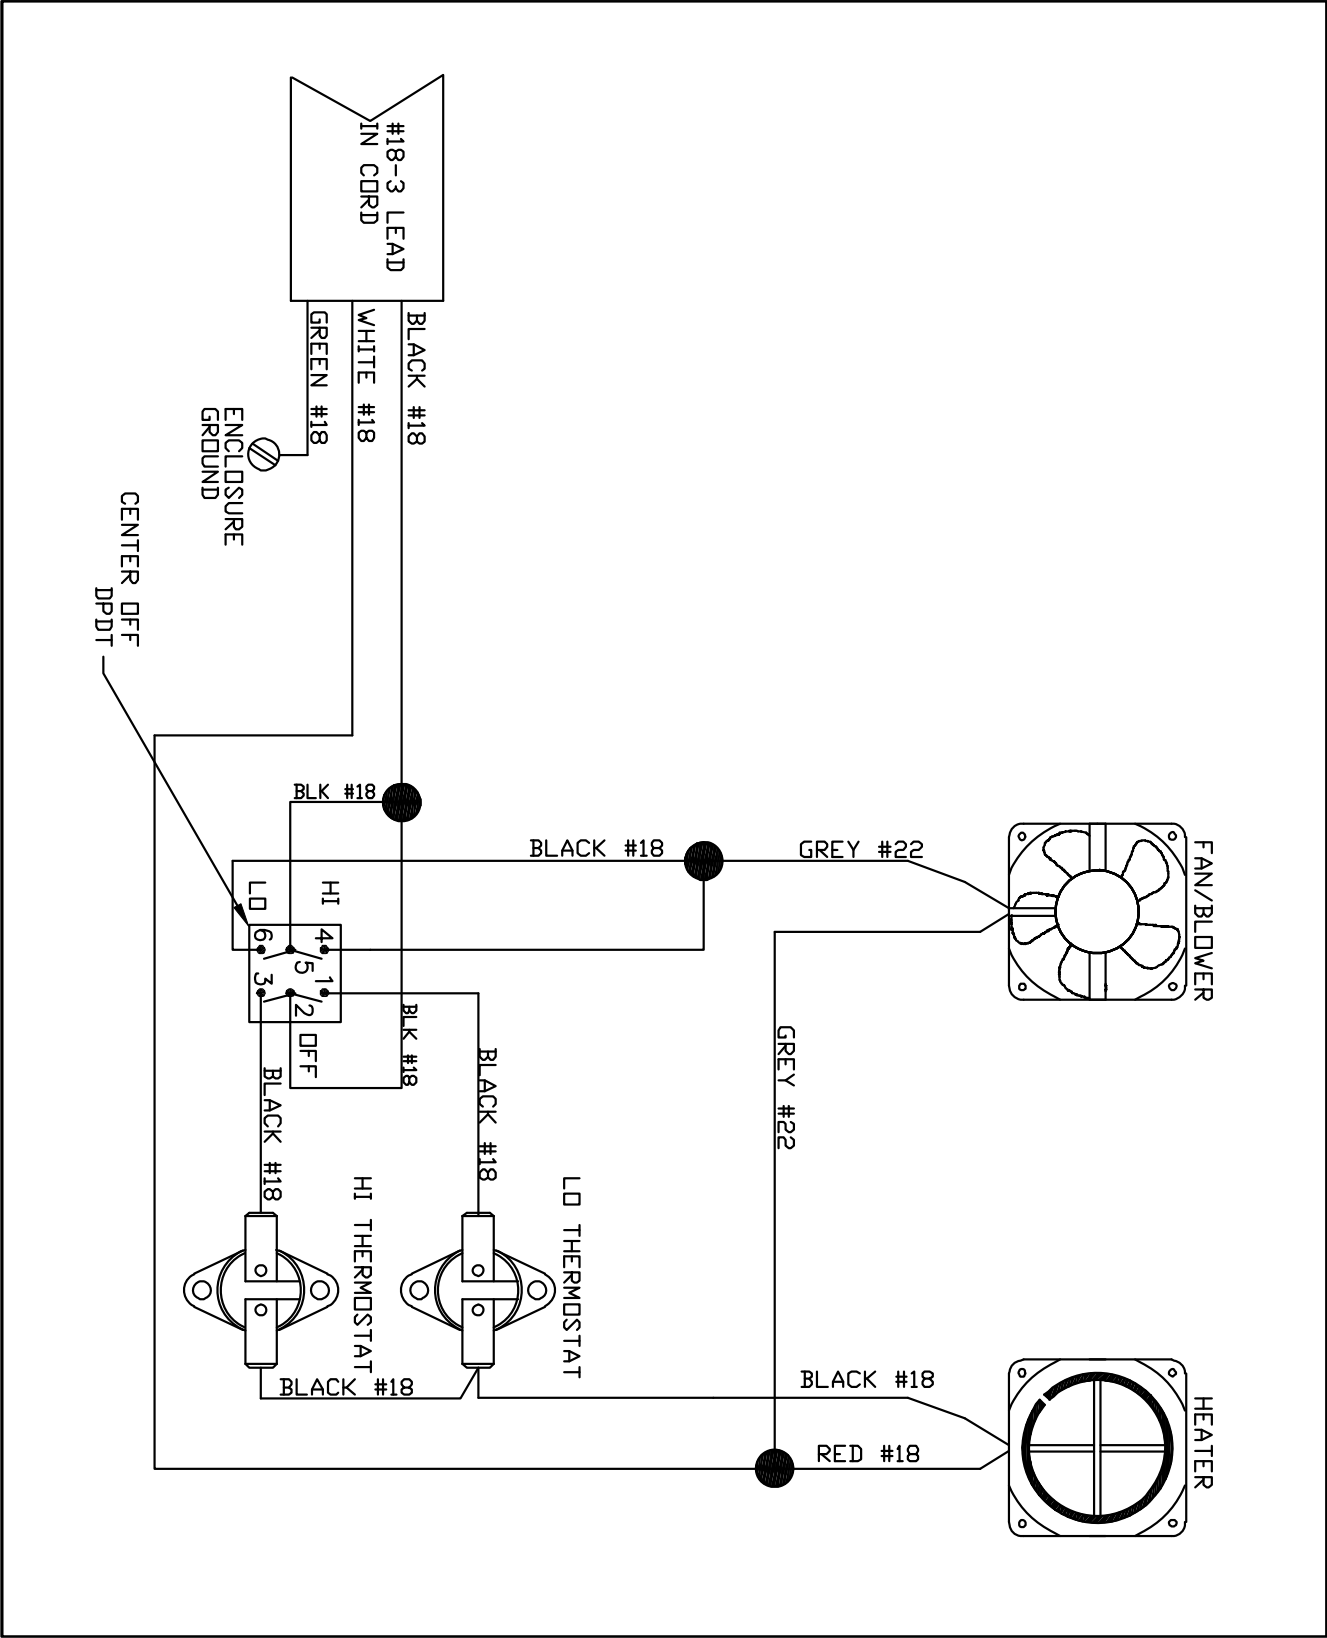 FAN/BLOWER
HEATER
GREY #22
GREY #22
BLACK #18
RED #18
BLACK #18
LO THERMOSTAT
BLACK #18
#18-3 LEAD
IN CORD
BLACK #18
WHITE #18
GREEN #18
BLK #18
BLK #18
HI THERMOSTAT
BLACK #18
BLACK #18
HI
LO
4
5
6
1
2
3
OFF
ENCLOSURE
GROUND
CENTER OFF
DPDT